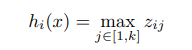 h_i(x) = max_{j∈[1,k]} z_{ij}